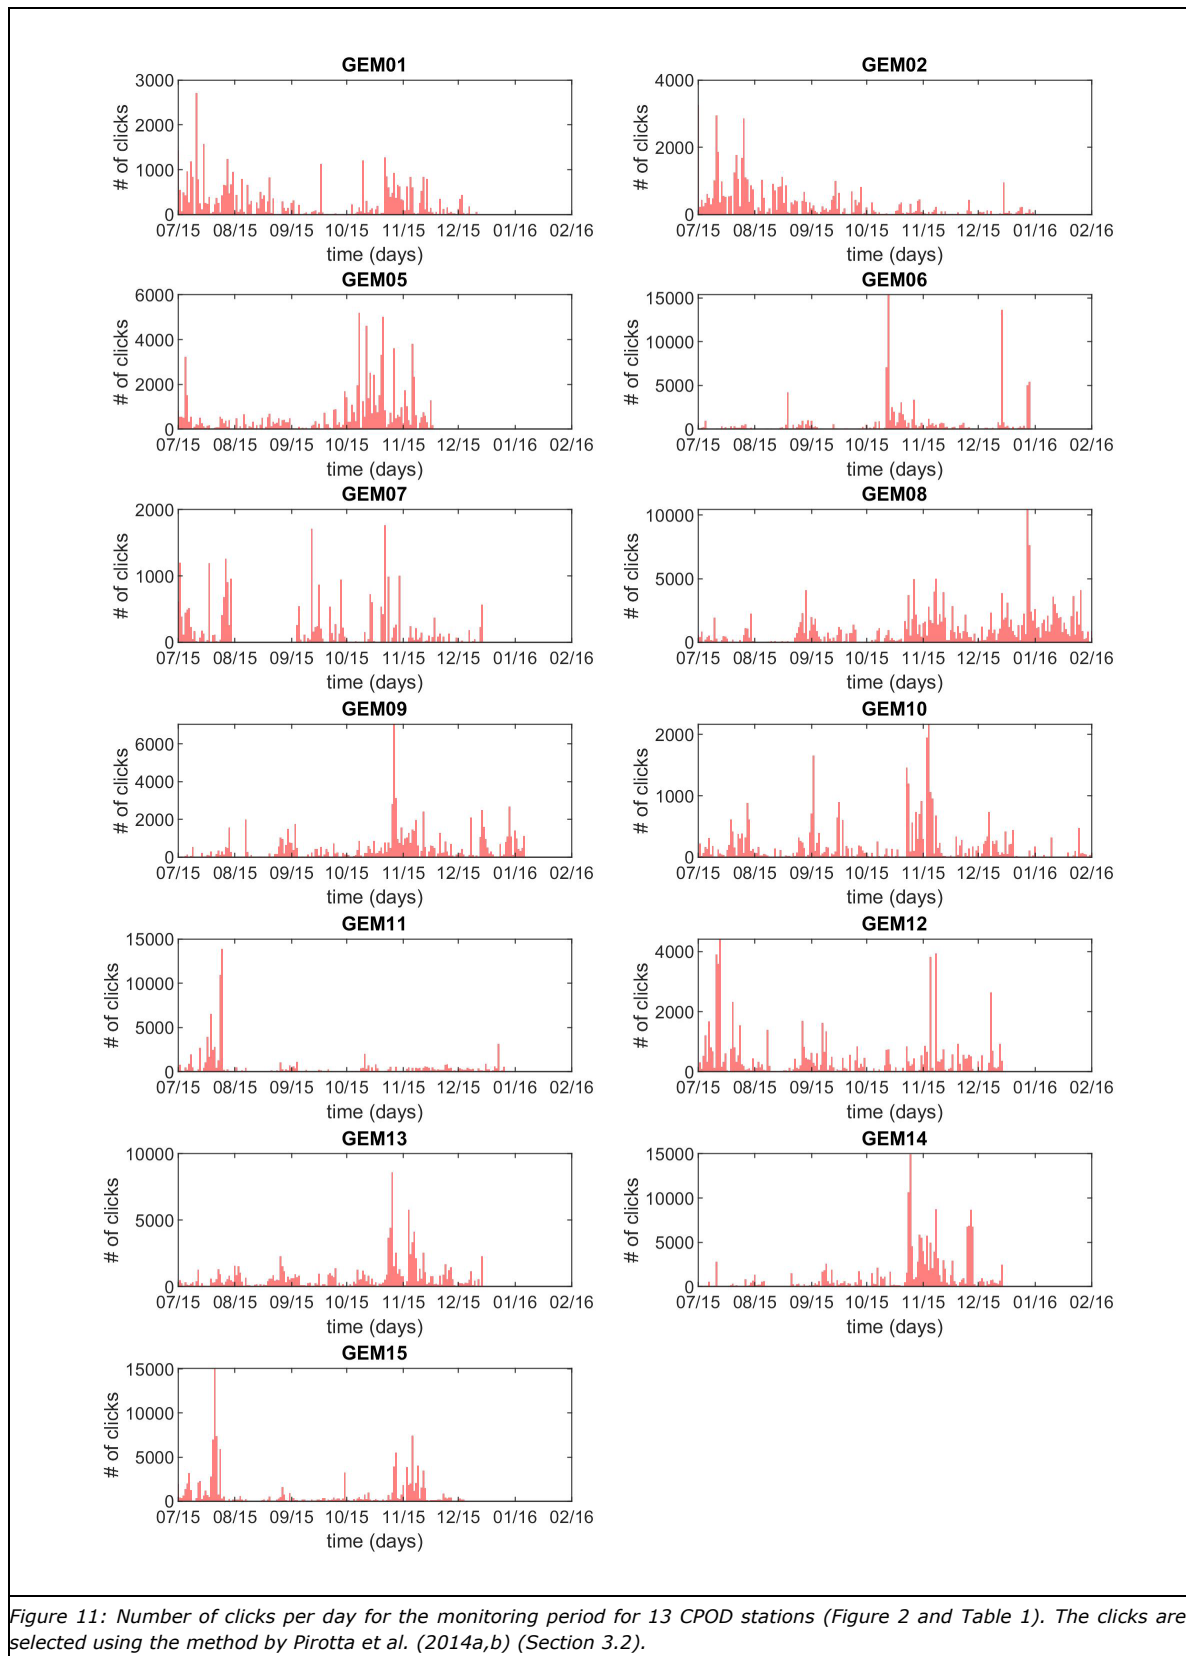 GEM01
3000
2000
1000
0
# of clicks
07/15 08/15 09/15 10/15 11/15 12/15 01/16 02/16
time (days)
GEM02
4000
2000
0
# of clicks
07/15 08/15 09/15 10/15 11/15 12/15 01/16 02/16
time (days)
GEM05
6000
4000
2000
0
# of clicks
07/15 08/15 09/15 10/15 11/15 12/15 01/16 02/16
time (days)
GEM06
15000
10000
5000
0
# of clicks
07/15 08/15 09/15 10/15 11/15 12/15 01/16 02/16
time (days)
GEM07
2000
1000
0
# of clicks
07/15 08/15 09/15 10/15 11/15 12/15 01/16 02/16
time (days)
GEM08
10000
5000
0
# of clicks
07/15 08/15 09/15 10/15 11/15 12/15 01/16 02/16
time (days)
GEM09
6000
4000
2000
0
# of clicks
07/15 08/15 09/15 10/15 11/15 12/15 01/16 02/16
time (days)
GEM10
2000
1000
0
# of clicks
07/15 08/15 09/15 10/15 11/15 12/15 01/16 02/16
time (days)
GEM11
15000
10000
5000
0
# of clicks
07/15 08/15 09/15 10/15 11/15 12/15 01/16 02/16
time (days)
GEM12
4000
2000
0
# of clicks
07/15 08/15 09/15 10/15 11/15 12/15 01/16 02/16
time (days)
GEM13
10000
5000
0
# of clicks
07/15 08/15 09/15 10/15 11/15 12/15 01/16 02/16
time (days)
GEM14
15000
10000
5000
0
# of clicks
07/15 08/15 09/15 10/15 11/15 12/15 01/16 02/16
time (days)
GEM15
15000
10000
5000
0
# of clicks
07/15 08/15 09/15 10/15 11/15 12/15 01/16 02/16
time (days)
Figure 11: Number of clicks per day for the monitoring period for 13 CPOD stations (Figure 2 and Table 1). The clicks are
selected using the method by Pirotta et al. (2014a,b) (Section 3.2).